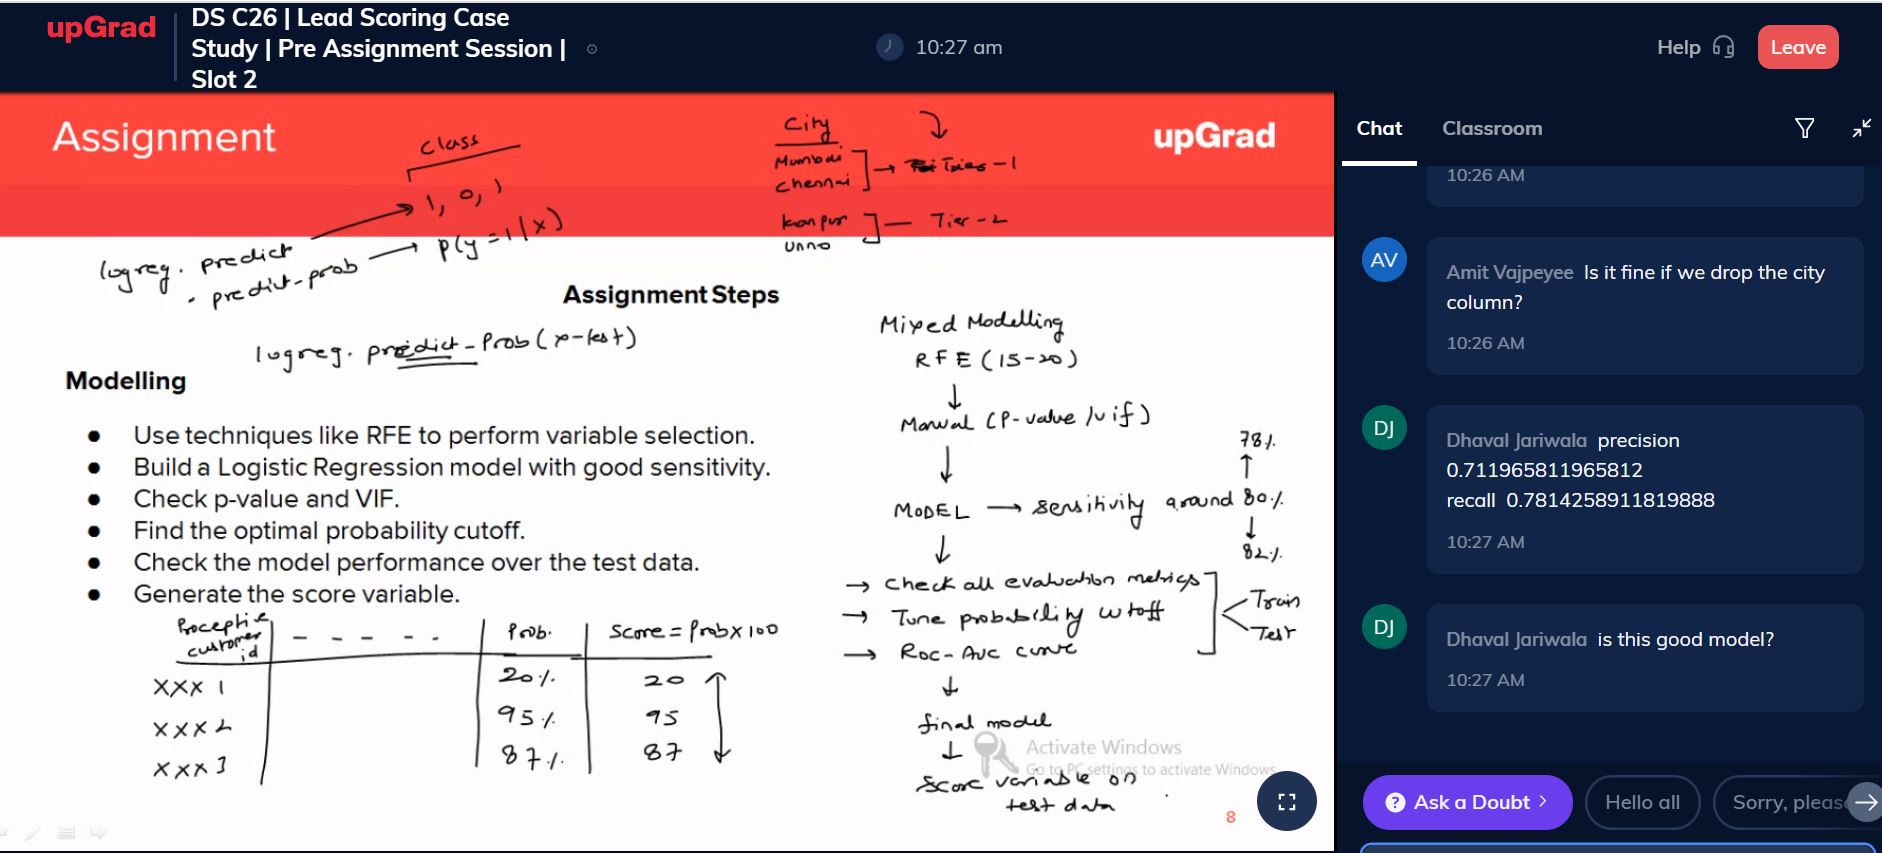 upGrad
DS C26 | Lead Scoring Case
Study | Pre Assignment Session |
Slot 2
10:27 am
Help
Leave
Assignment
upGrad
class
1, 0, 1
logreg. predict
. predict-prob
p(y=1|x)
logreg. predict-Prob(x-test)
City
Mumbai
chennai
Tries-1
kanpur
unno
Tier-2
Assignment Steps
Modelling
● Use techniques like RFE to perform variable selection.
● Build a Logistic Regression model with good sensitivity.
● Check p-value and VIF.
● Find the optimal probability cutoff.
● Check the model performance over the test data.
● Generate the score variable.
customer
id
Prob.
Score = Prob x 100
XXX 1
20%
20
XXX 2
95%
95
XXX 3
87%
87
Mixed Modelling
RFE (15-20)
Manual (P-value/vif)
78%
MODEL → sensitivity around 80%
82%
→ check all evaluation metrics
→ Tune probability cutoff
→ Roc-Auc curve
Train
Test
final model
Score variable on
test data
Activate Windows
Go to PC settings to activate Windows.
8
Chat
Classroom
10:26 AM
AV
Amit Vajpeyee Is it fine if we drop the city
column?
10:26 AM
DJ
Dhaval Jariwala precision
0.711965811965812
recall 0.7814258911819888
10:27 AM
DJ
Dhaval Jariwala is this good model?
10:27 AM
Ask a Doubt
Hello all
Sorry, pleas